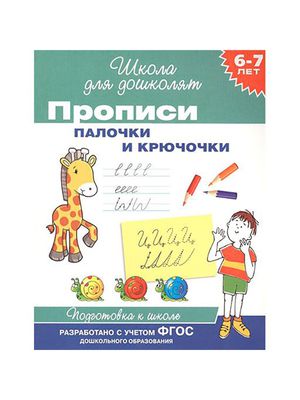 Школа для дошколят
6-7
ЛЕТ
Прописи
ПАЛОЧКИ
И КРЮЧОЧКИ
Подготовка к школе
РАЗРАБОТАНО С УЧЕТОМ ФГОС
ДОШКОЛЬНОГО ОБРАЗОВАНИЯ